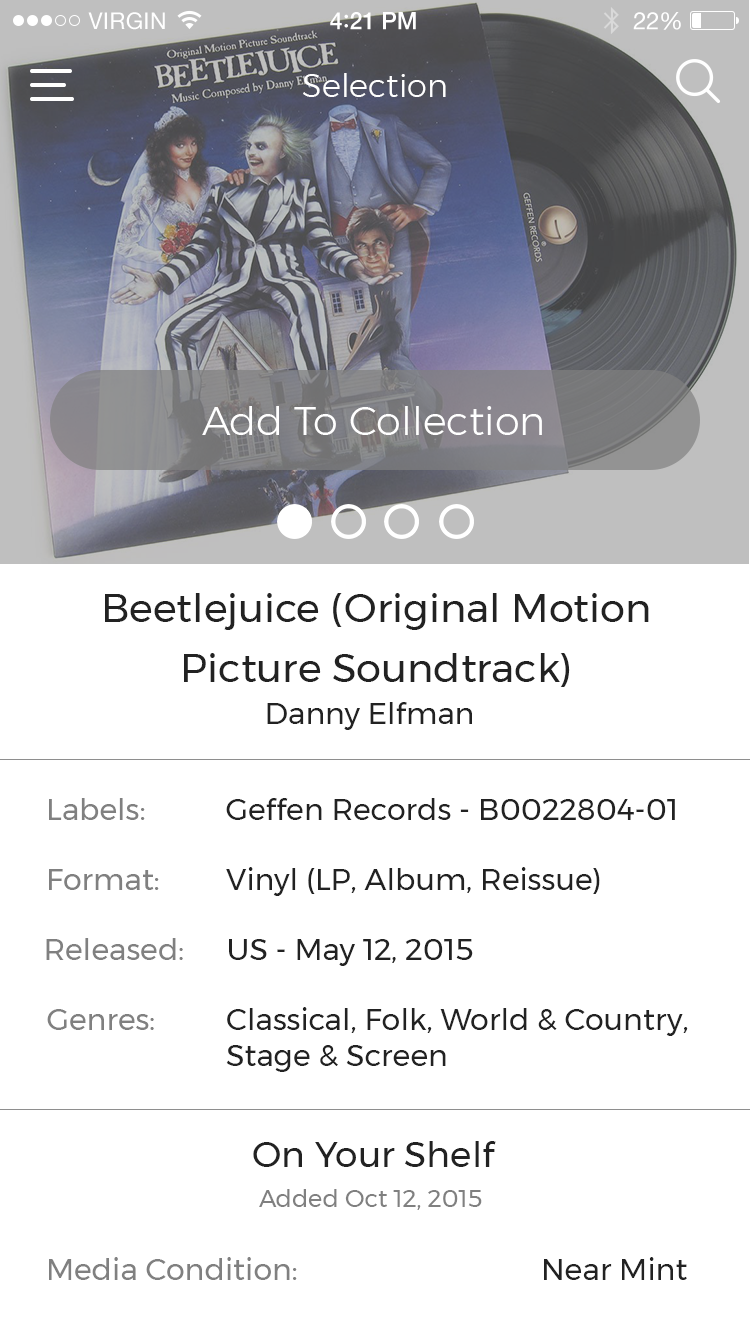 VIRGIN
4:21 PM
22%
Original Motion Picture Soundtrack
BEETLEJUICE
Music Composed by Danny Elfman
Selection
GEFFEN RECORDS
Add To Collection
Beetlejuice (Original Motion
Picture Soundtrack)
Danny Elfman
Labels: Geffen Records - B0022804-01
Format: Vinyl (LP, Album, Reissue)
Released: US - May 12, 2015
Genres: Classical, Folk, World & Country,
Stage & Screen
On Your Shelf
Added Oct 12, 2015
Media Condition: Near Mint